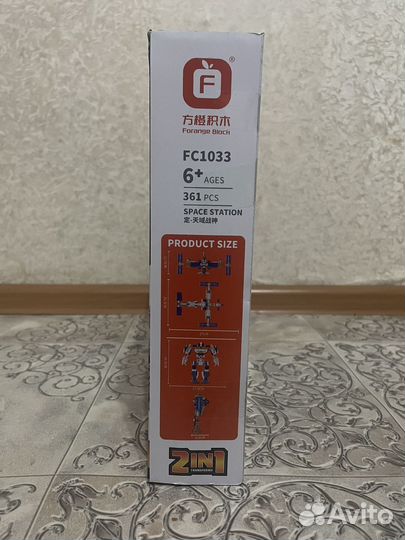 F
®
方橙积木
Forange Block
FC1033
6+ AGES
361 PCS
SPACE STATION
PRODUCT SIZE
2IN1
Avito